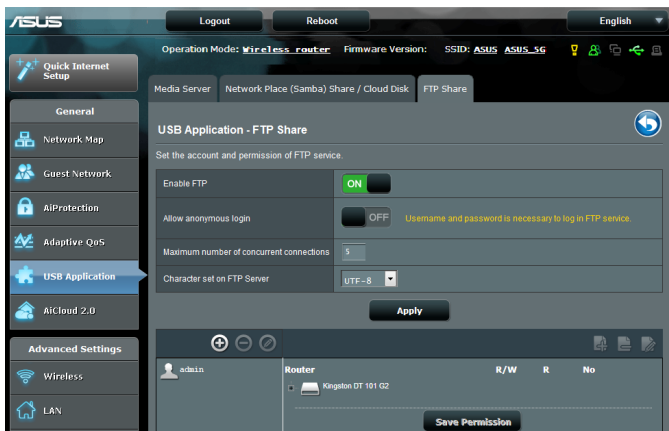 ASUS
Logout
Reboot
English
Operation Mode: Wireless router Firmware Version: SSID: ASUS ASUS_5G
Quick Internet
Setup
General
Network Map
Guest Network
AiProtection
Adaptive QoS
USB Application
AiCloud 2.0
Advanced Settings
Wireless
LAN
Media Server
Network Place (Samba) Share / Cloud Disk
FTP Share
USB Application - FTP Share
Set the account and permission of FTP service.
Enable FTP
ON
Allow anonymous login
OFF
Username and password is necessary to log in FTP service.
Maximum number of concurrent connections
5
Character set on FTP Server
UTF-8
Apply
admin
Router
R/W
R
No
Kingston DT 101 G2
Save Permission